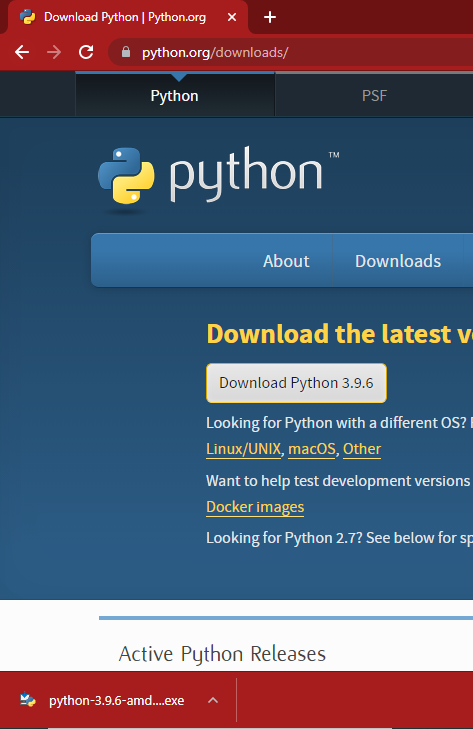 Download Python | Python.org
python.org/downloads/
Python
PSF
python™
About
Downloads
Download the latest v
Download Python 3.9.6
Looking for Python with a different OS?
Linux/UNIX, macOS, Other
Want to help test development versions
Docker images
Looking for Python 2.7? See below for sp
Active Python Releases
python-3.9.6-amd....exe